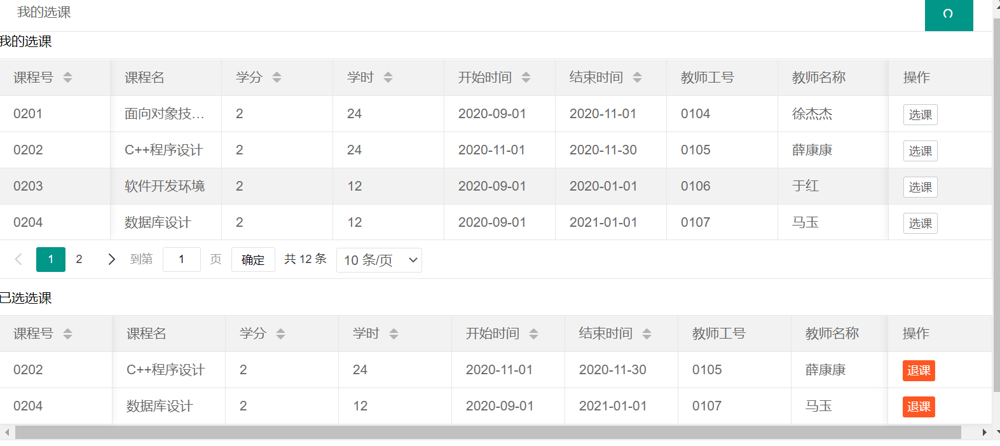 我的选课
我的选课
课程号 课程名 学分 学时 开始时间 结束时间 教师工号 教师名称 操作
0201 面向对象技... 2 24 2020-09-01 2020-11-01 0104 徐杰杰 选课
0202 C++程序设计 2 24 2020-11-01 2020-11-30 0105 薛康康 选课
0203 软件开发环境 2 12 2020-09-01 2020-01-01 0106 于红 选课
0204 数据库设计 2 12 2020-09-01 2021-01-01 0107 马玉 选课
1 2 到第 1 页 确定 共 12 条 10 条/页
已选选课
课程号 课程名 学分 学时 开始时间 结束时间 教师工号 教师名称 操作
0202 C++程序设计 2 24 2020-11-01 2020-11-30 0105 薛康康 退课
0204 数据库设计 2 12 2020-09-01 2021-01-01 0107 马玉 退课